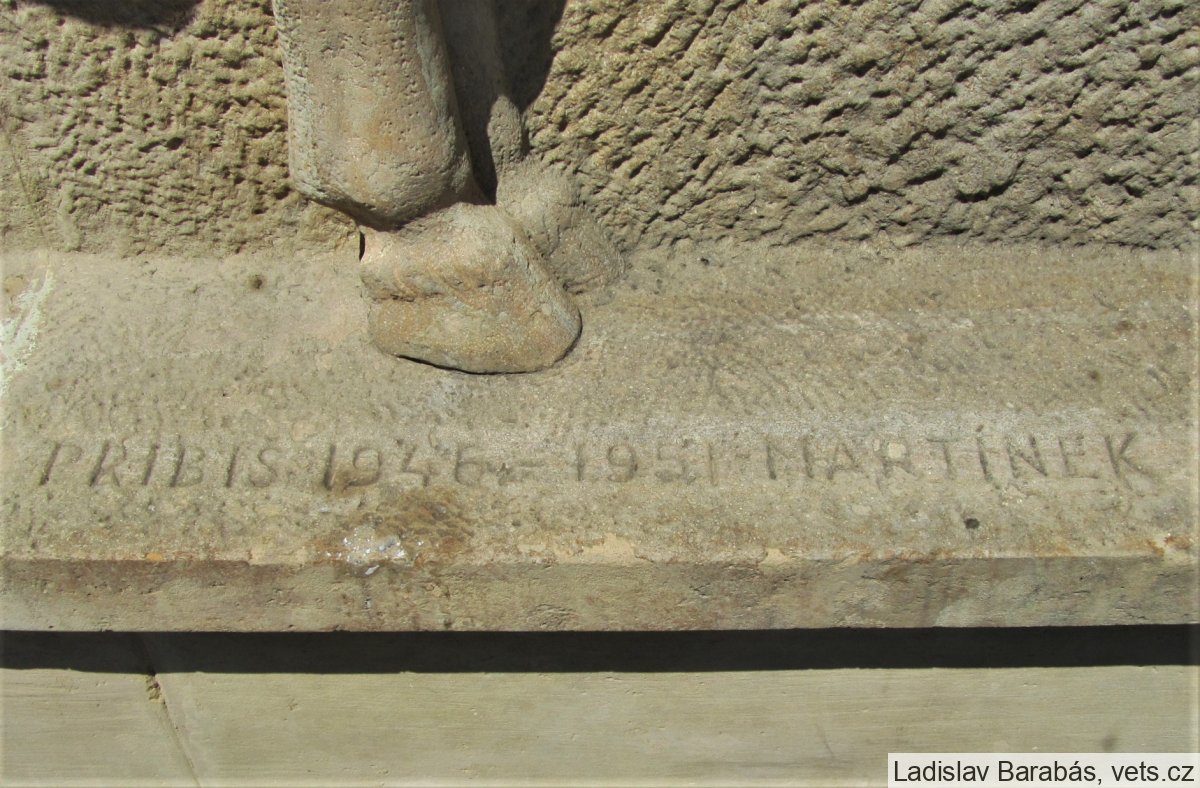 PRIBIS 1946 - 1951 MARTÍNEK
Ladislav Barabás, vets.cz